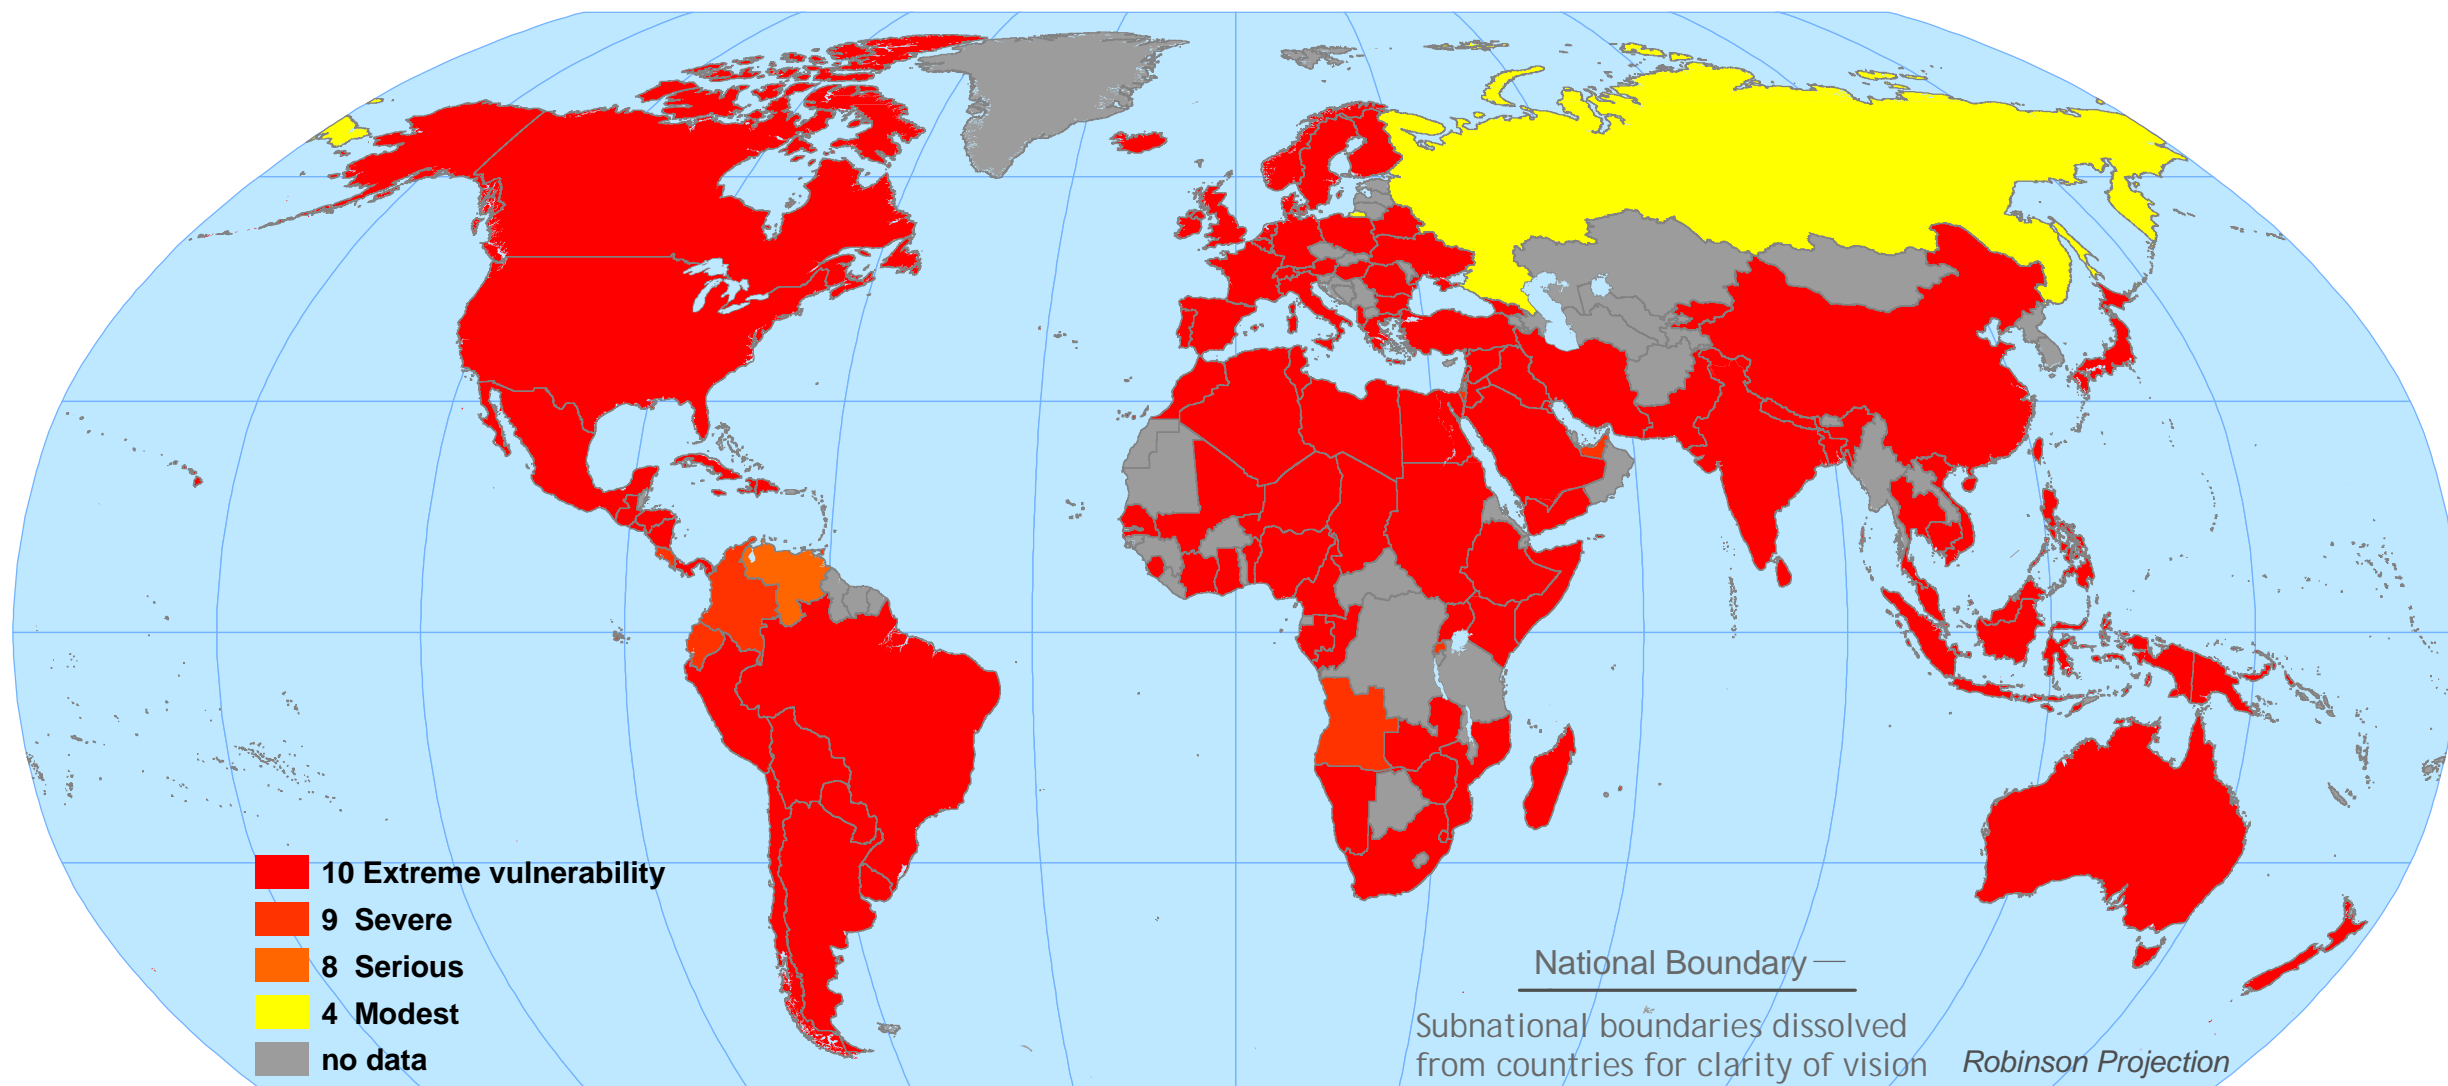 10 Extreme vulnerability
9 Severe
8 Serious
4 Modest
no data
National Boundary
Subnational boundaries dissolved
from countries for clarity of vision
Robinson Projection